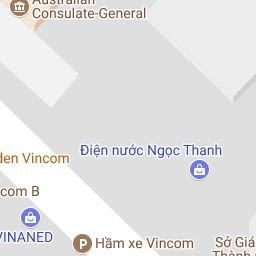 Australian
Consulate-General
Điện nước Ngọc Thanh
den Vincom
com B
VINANED
Hầm xe Vincom
Sở Giá
Thành